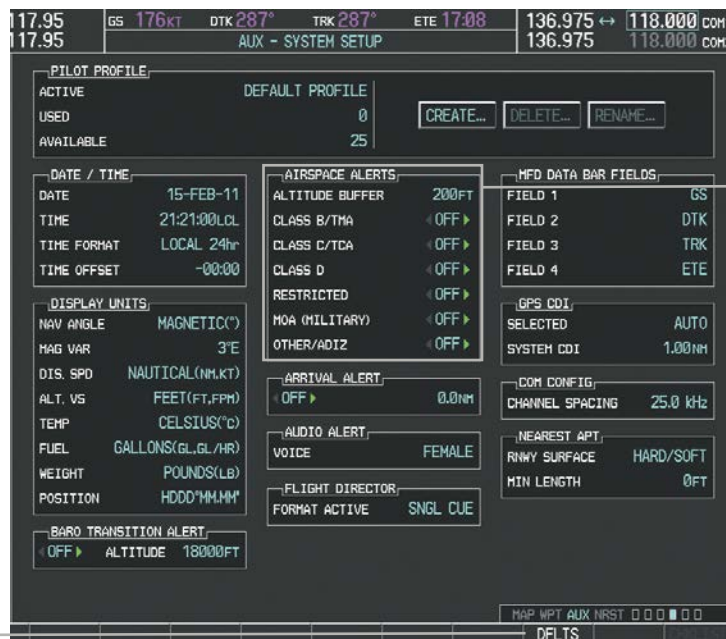 117.95 GS 176KT DTK 287° TRK 287° ETE 17:08 136.975 ↔ 118.000 COM
117.95 AUX - SYSTEM SETUP 136.975 118.000 COM
PILOT PROFILE
ACTIVE DEFAULT PROFILE
USED 0
AVAILABLE 25
CREATE... DELETE... RENAME...
DATE / TIME
DATE 15-FEB-11
TIME 21:21:00LCL
TIME FORMAT LOCAL 24hr
TIME OFFSET -00:00
DISPLAY UNITS
NAV ANGLE MAGNETIC(°)
MAG VAR 3°E
DIS, SPD NAUTICAL(NM,KT)
ALT, VS FEET(FT,FPM)
TEMP CELSIUS(°C)
FUEL GALLONS(GL,GL/HR)
WEIGHT POUNDS(LB)
POSITION HDDD°MM.MM'
BARO TRANSITION ALERT
OFF ALTITUDE 18000FT
AIRSPACE ALERTS
ALTITUDE BUFFER 200FT
CLASS B/TMA OFF
CLASS C/TCA OFF
CLASS D OFF
RESTRICTED OFF
MOA (MILITARY) OFF
OTHER/ADIZ OFF
ARRIVAL ALERT
OFF 0.0NM
AUDIO ALERT
VOICE FEMALE
FLIGHT DIRECTOR
FORMAT ACTIVE SNGL CUE
MFD DATA BAR FIELDS
FIELD 1 GS
FIELD 2 DTK
FIELD 3 TRK
FIELD 4 ETE
GPS CDI
SELECTED AUTO
SYSTEM CDI 1.00NM
COM CONFIG
CHANNEL SPACING 25.0 kHz
NEAREST APT
RNWY SURFACE HARD/SOFT
MIN LENGTH 0FT
MAP WPT AUX NRST
DFLTS